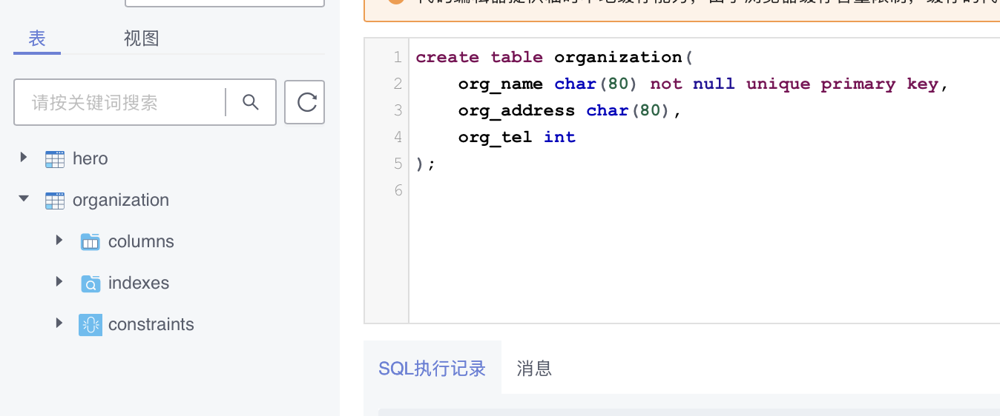 表
视图
请按关键词搜索
hero
organization
columns
indexes
constraints
1 create table organization(
2     org_name char(80) not null unique primary key,
3     org_address char(80),
4     org_tel int
5 );
6
SQL执行记录
消息